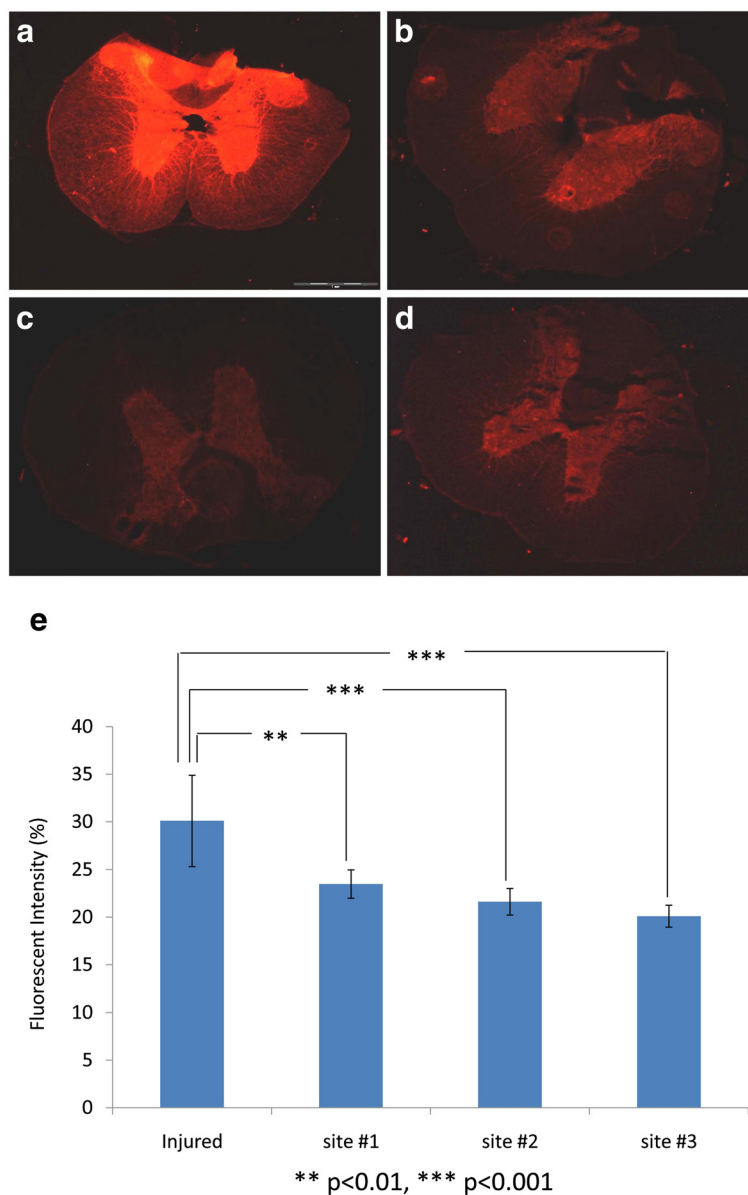 a
b
c
d
e
***
***
**
Fluorescent Intensity (%)
40
35
30
25
20
15
10
5
0
Injured
site #1
site #2
site #3
** p<0.01, *** p<0.001